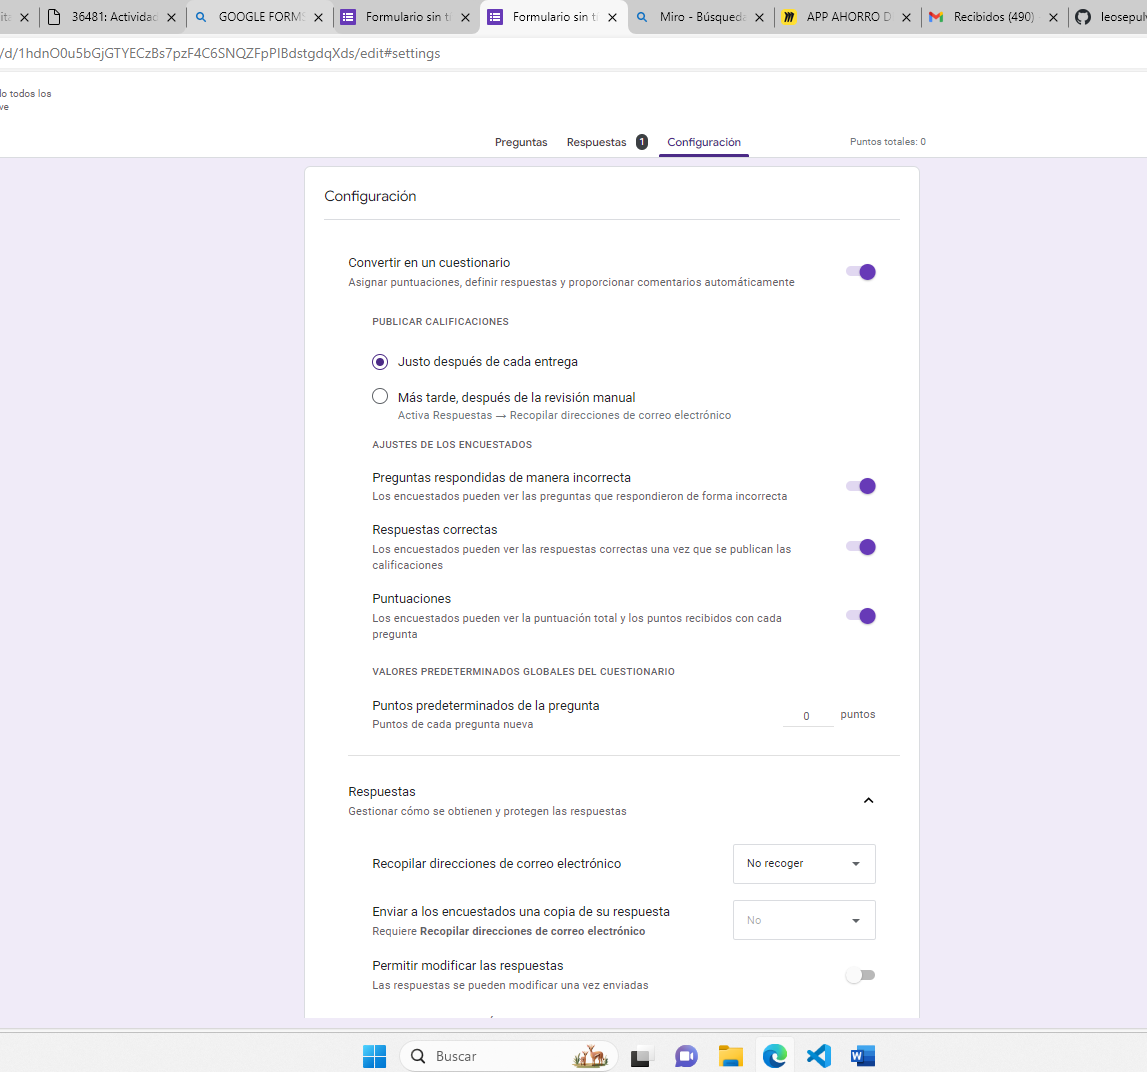 36481: Actividad
GOOGLE FORMS
Formulario sin tí
Formulario sin tí
Miro - Búsqueda
APP AHORRO D
Recibidos (490)
leosepulv
/d/1hdnO0u5bGjGTYECzBs7pzF4C6SNQZFpPIBdstgdqXds/edit#settings
do todos los
ve
Preguntas
Respuestas 1
Configuración
Puntos totales: 0
Configuración
Convertir en un cuestionario
Asignar puntuaciones, definir respuestas y proporcionar comentarios automáticamente
PUBLICAR CALIFICACIONES
Justo después de cada entrega
Más tarde, después de la revisión manual
Activa Respuestas → Recopilar direcciones de correo electrónico
AJUSTES DE LOS ENCUESTADOS
Preguntas respondidas de manera incorrecta
Los encuestados pueden ver las preguntas que respondieron de forma incorrecta
Respuestas correctas
Los encuestados pueden ver las respuestas correctas una vez que se publican las
calificaciones
Puntuaciones
Los encuestados pueden ver la puntuación total y los puntos recibidos con cada
pregunta
VALORES PREDETERMINADOS GLOBALES DEL CUESTIONARIO
Puntos predeterminados de la pregunta
Puntos de cada pregunta nueva
0 puntos
Respuestas
Gestionar cómo se obtienen y protegen las respuestas
Recopilar direcciones de correo electrónico
No recoger
Enviar a los encuestados una copia de su respuesta
Requiere Recopilar direcciones de correo electrónico
No
Permitir modificar las respuestas
Las respuestas se pueden modificar una vez enviadas
Buscar